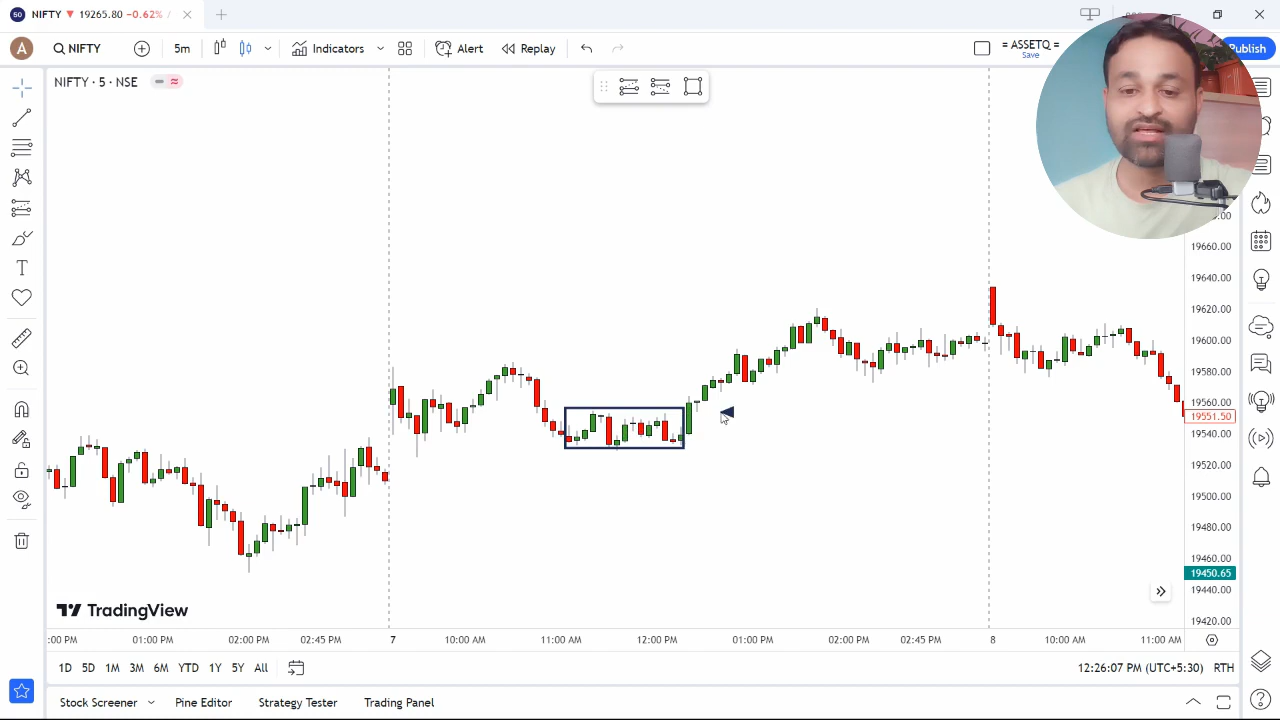 50 NIFTY ▼ 19265.80 −0.62% /
A NIFTY 5m Indicators Alert Replay = ASSETQ = Publish
Save
NIFTY · 5 · NSE
19660.00
19640.00
19620.00
19600.00
19580.00
19560.00
19551.50
19540.00
19520.00
19500.00
19480.00
19460.00
19450.65
19440.00
19420.00
TradingView
:00 PM 01:00 PM 02:00 PM 02:45 PM 7 10:00 AM 11:00 AM 12:00 PM 01:00 PM 02:00 PM 02:45 PM 8 10:00 AM 11:00 AM
1D 5D 1M 3M 6M YTD 1Y 5Y All 12:26:07 PM (UTC+5:30) RTH
Stock Screener Pine Editor Strategy Tester Trading Panel